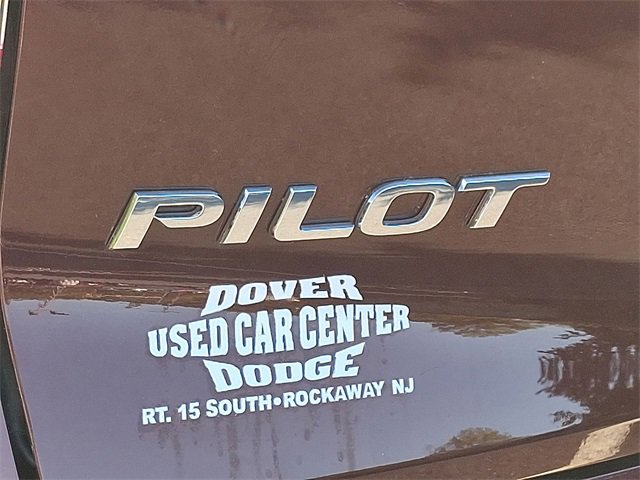 PILOT
DOVER
USED CAR CENTER
DODGE
RT. 15 SOUTH•ROCKAWAY NJ